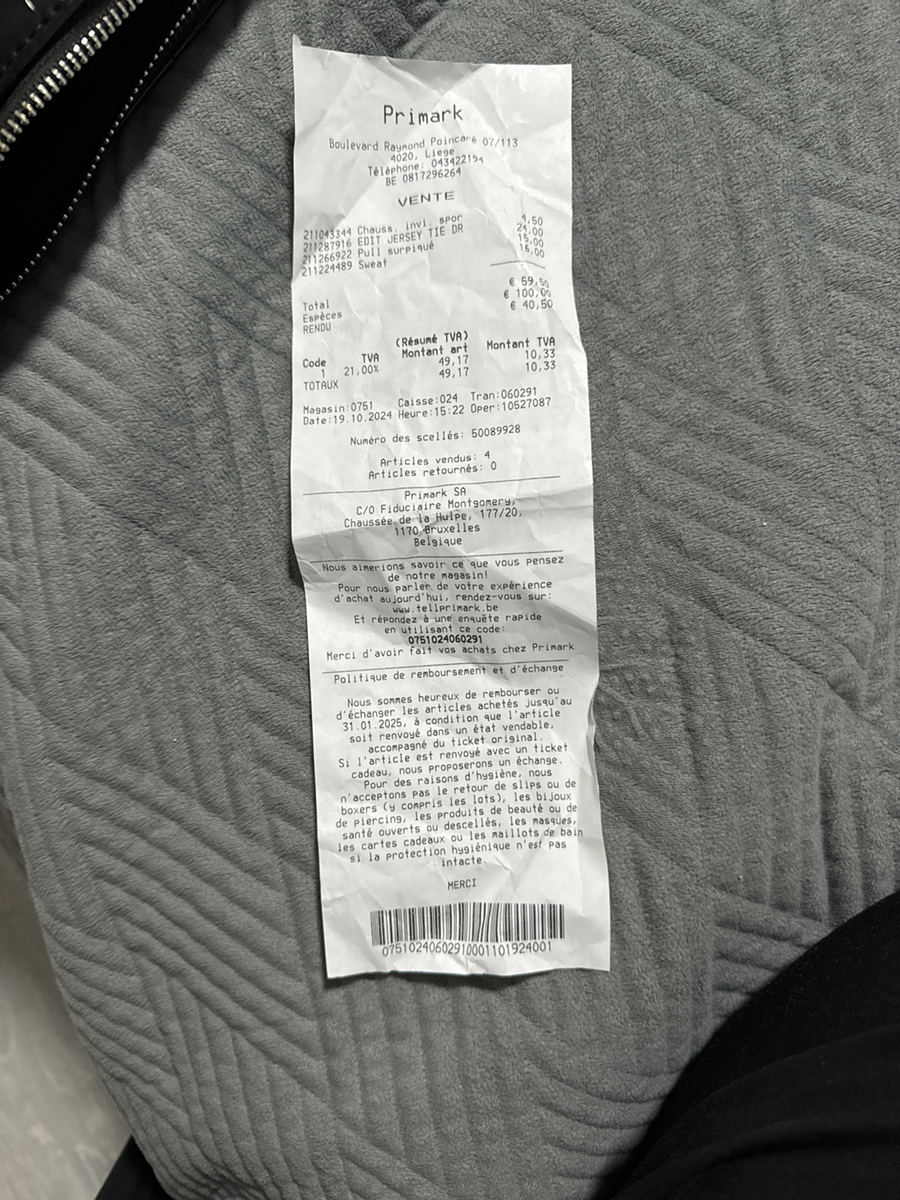 Primark
Boulevard Raymond Poincaré 07/113
4020, Liege
Téléphone: 043422194
BE 0817296264
VENTE
211043344 Chauss. invi. spor 4,50
211287916 EDIT JERSEY TIE DR 24,00
211266922 Pull surpiqué 15,00
211224489 Sweat 16,00
Total € 59,50
Espèces € 100,00
RENDU € 40,50
(Résumé TVA)
Code TVA Montant art Montant TVA
1 21,00% 49,17 10,33
TOTAUX 49,17 10,33
Magasin:0751 Caisse:024 Tran:060291
Date:19.10.2024 Heure:15:22 Oper:10527087
Numéro des scellés: 50089928
Articles vendus: 4
Articles retournés: 0
Primark SA
C/O Fiduciaire Montgomery,
Chaussée de la Hulpe, 177/20,
1170 Bruxelles
Belgique
Nous aimerions savoir ce que vous pensez
de notre magasin!
Pour nous parler de votre expérience
d'achat aujourd'hui, rendez-vous sur:
www.tellprimark.be
Et répondez à une enquête rapide
en utilisant ce code:
0751024060291
Merci d'avoir fait vos achats chez Primark
Politique de remboursement et d'échange
Nous sommes heureux de rembourser ou
d'échanger les articles achetés jusqu'au
31.01.2025, à condition que l'article
soit renvoyé dans un état vendable,
accompagné du ticket original.
Si l'article est renvoyé avec un ticket
cadeau, nous proposerons un échange.
Pour des raisons d'hygiène, nous
n'acceptons pas le retour de slips ou de
boxers (y compris les lots), les bijoux
de piercing, les produits de beauté ou de
santé ouverts ou descellés, les masques,
les cartes cadeaux ou les maillots de bain
si la protection hygiénique n'est pas
intacte.
MERCI
07510240602910001101924001